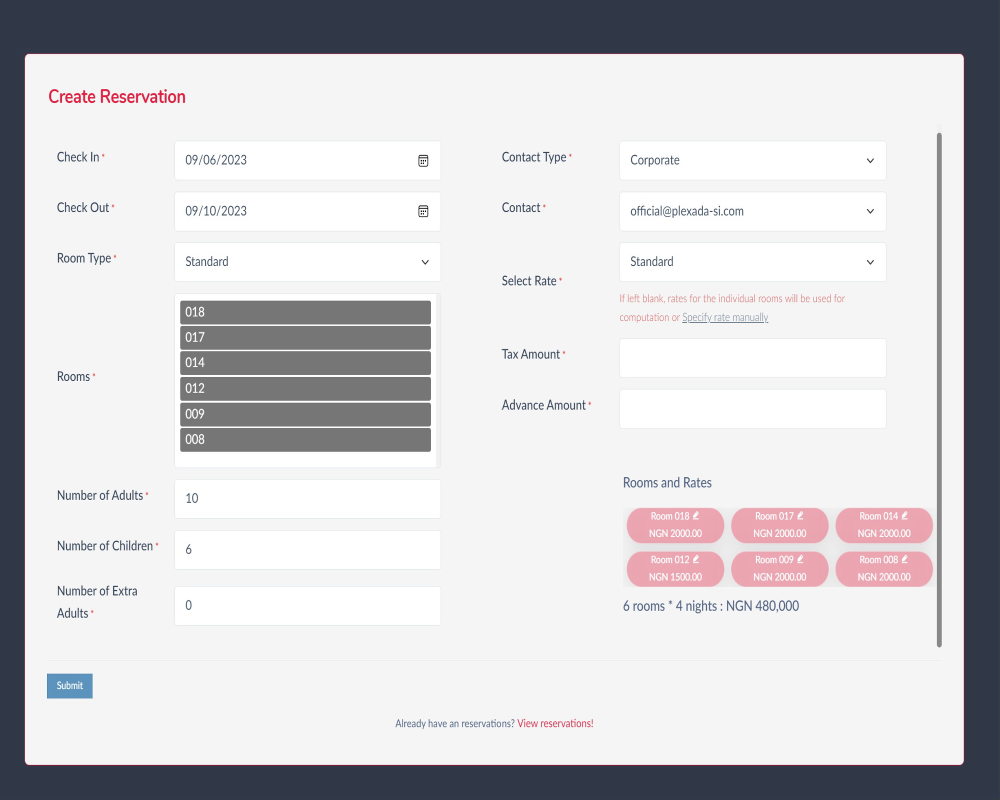 Create Reservation
Check In *
09/06/2023
Check Out *
09/10/2023
Room Type *
Standard
Rooms *
018
017
014
012
009
008
Number of Adults *
10
Number of Children *
6
Number of Extra
Adults *
0
Contact Type *
Corporate
Contact *
official@plexada-si.com
Select Rate *
Standard
If left blank, rates for the individual rooms will be used for
computation or Specify rate manually
Tax Amount *
Advance Amount *
Rooms and Rates
Room 018
NGN 2000.00
Room 017
NGN 2000.00
Room 014
NGN 2000.00
Room 012
NGN 1500.00
Room 009
NGN 2000.00
Room 008
NGN 2000.00
6 rooms * 4 nights : NGN 480,000
Submit
Already have an reservations? View reservations!